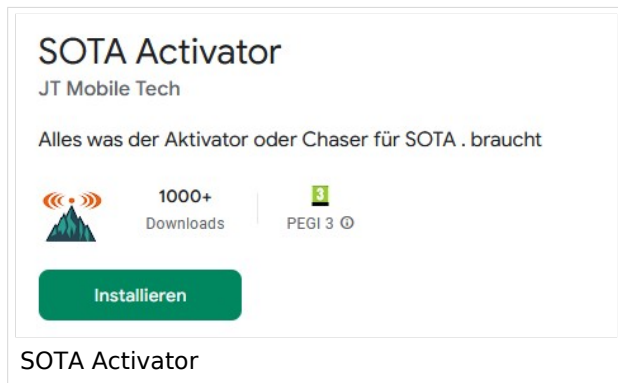 SOTA Activator
JT Mobile Tech
Alles was der Aktivator oder Chaser für SOTA . braucht
1000+
Downloads
3
PEGI 3
Installieren
SOTA Activator